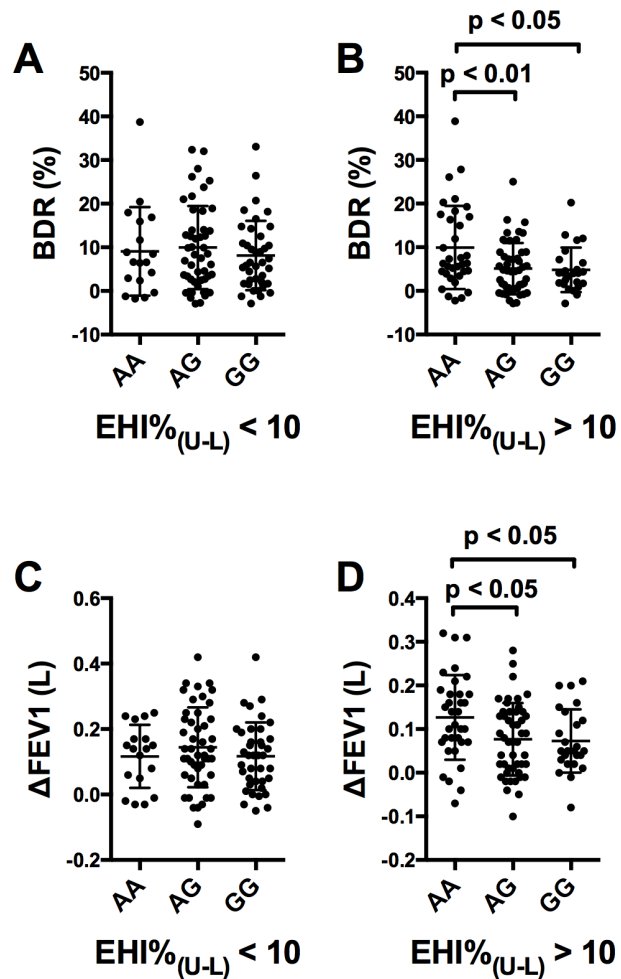 A
BDR (%)
50
40
30
20
10
0
-10
AA AG GG
EHI%(U-L) < 10
B
p < 0.05
p < 0.01
BDR (%)
50
40
30
20
10
0
-10
AA AG GG
EHI%(U-L) > 10
C
ΔFEV1 (L)
0.6
0.4
0.2
0.0
-0.2
AA AG GG
EHI%(U-L) < 10
D
p < 0.05
p < 0.05
ΔFEV1 (L)
0.4
0.3
0.2
0.1
0.0
-0.1
-0.2
AA AG GG
EHI%(U-L) > 10